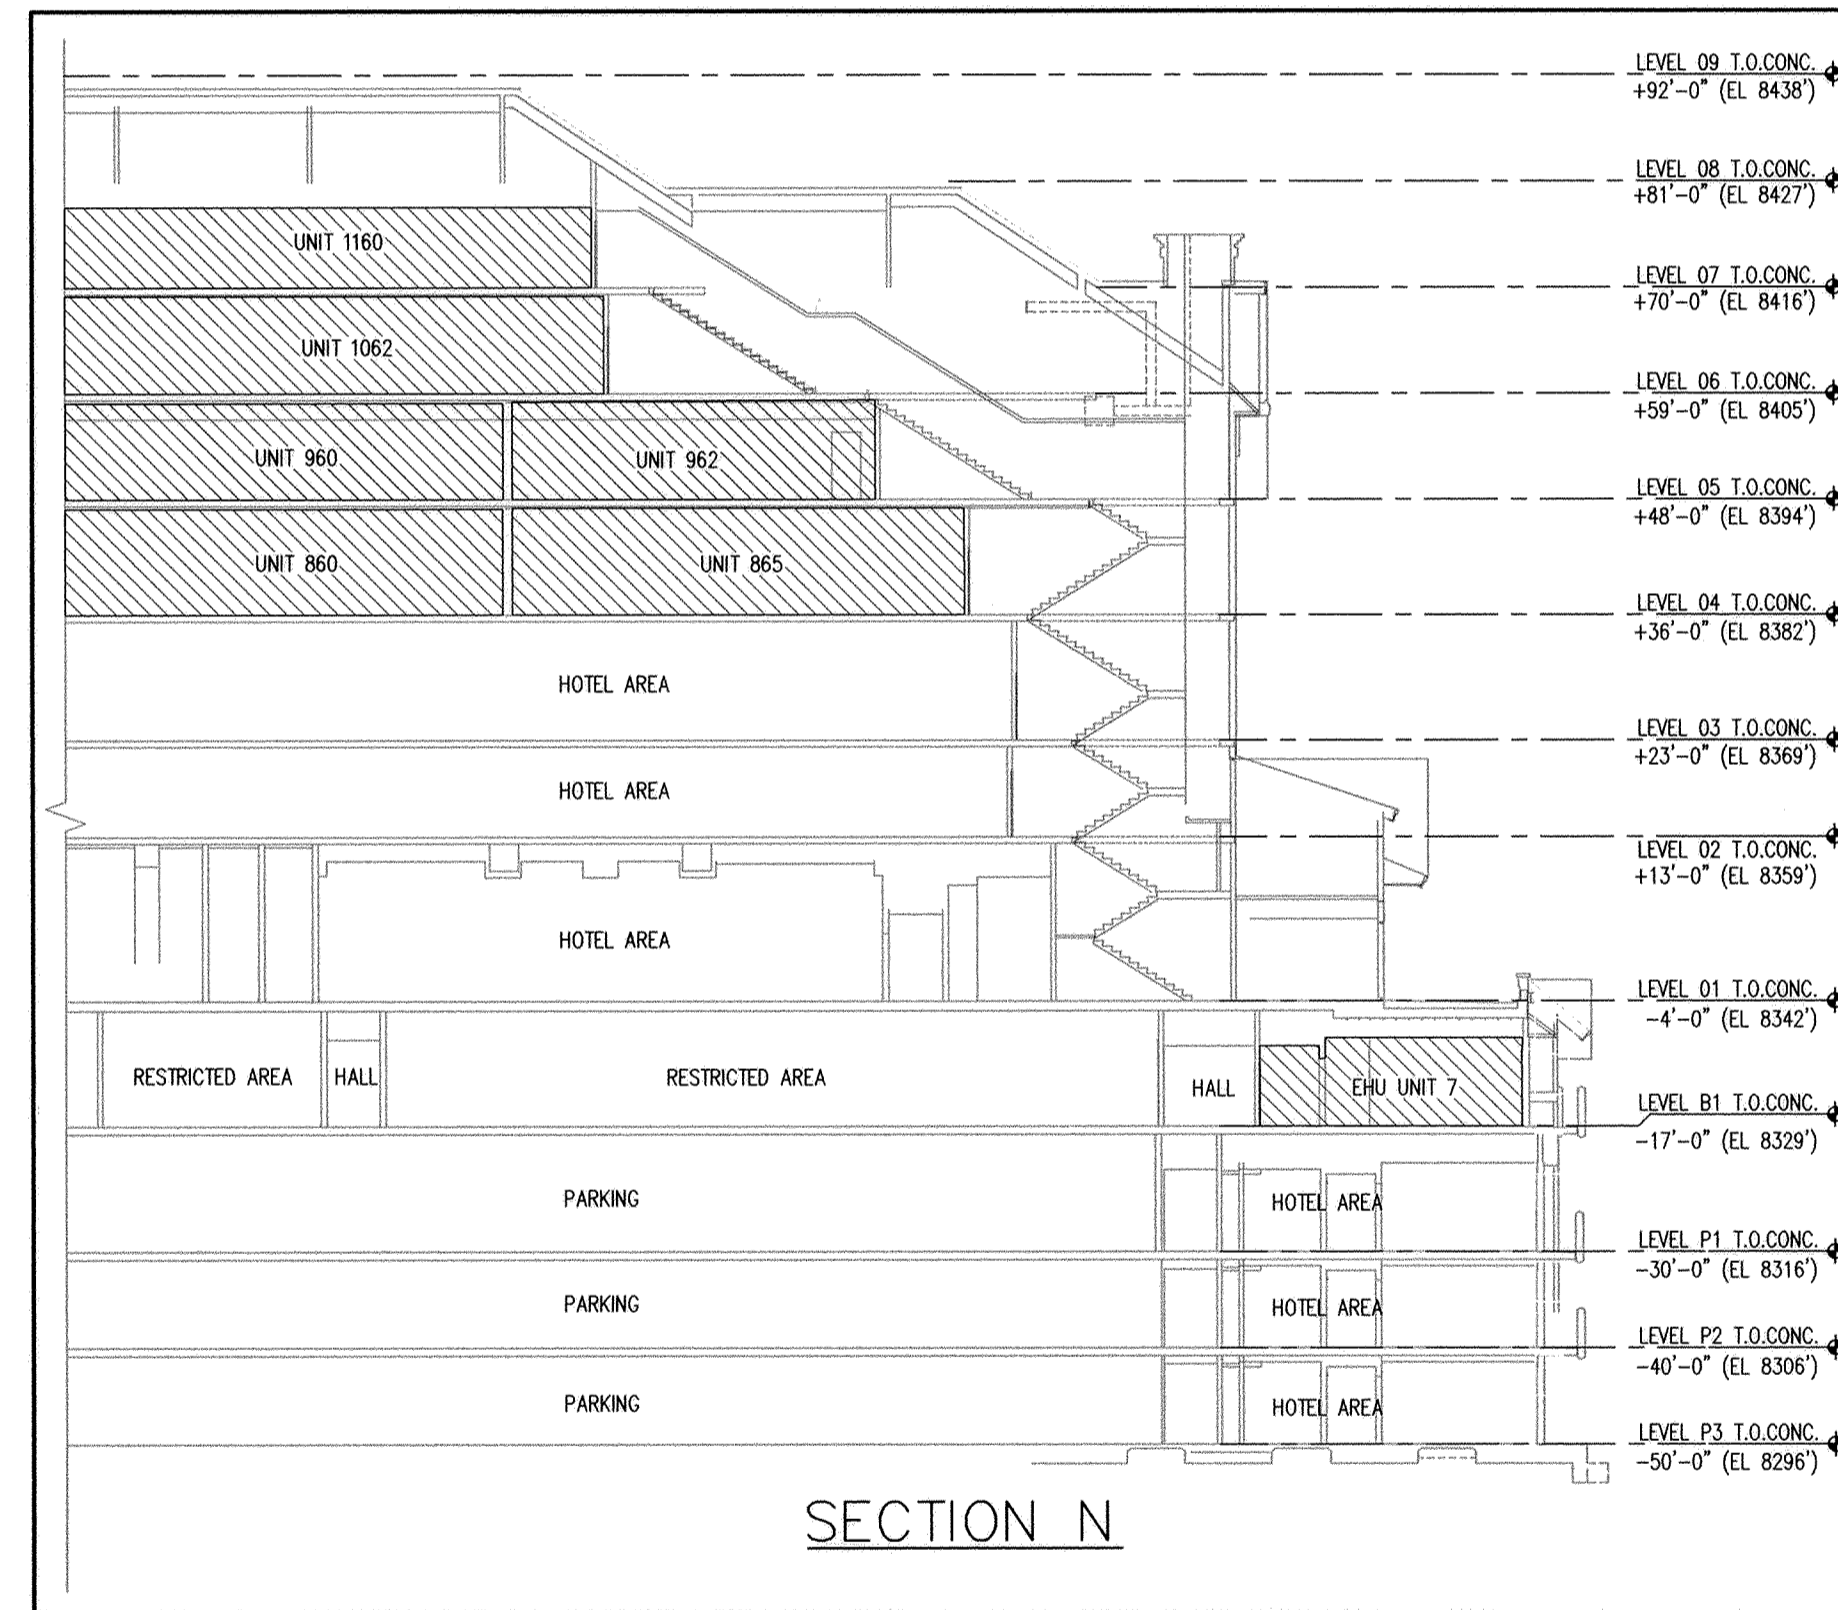 LEVEL 09 T.O.CONC.
+92'-0" (EL 8438')
LEVEL 08 T.O.CONC.
+81'-0" (EL 8427')
UNIT 1160
LEVEL 07 T.O.CONC.
+70'-0" (EL 8416')
UNIT 1062
LEVEL 06 T.O.CONC.
+59'-0" (EL 8405')
UNIT 960
UNIT 962
LEVEL 05 T.O.CONC.
+48'-0" (EL 8394')
UNIT 860
UNIT 865
LEVEL 04 T.O.CONC.
+36'-0" (EL 8382')
HOTEL AREA
LEVEL 03 T.O.CONC.
+23'-0" (EL 8369')
HOTEL AREA
LEVEL 02 T.O.CONC.
+13'-0" (EL 8359')
HOTEL AREA
LEVEL 01 T.O.CONC.
-4'-0" (EL 8342')
RESTRICTED AREA
HALL
RESTRICTED AREA
HALL
EHU UNIT 7
LEVEL B1 T.O.CONC.
-17'-0" (EL 8329')
PARKING
HOTEL AREA
LEVEL P1 T.O.CONC.
-30'-0" (EL 8316')
PARKING
HOTEL AREA
LEVEL P2 T.O.CONC.
-40'-0" (EL 8306')
PARKING
HOTEL AREA
LEVEL P3 T.O.CONC.
-50'-0" (EL 8296')
SECTION N